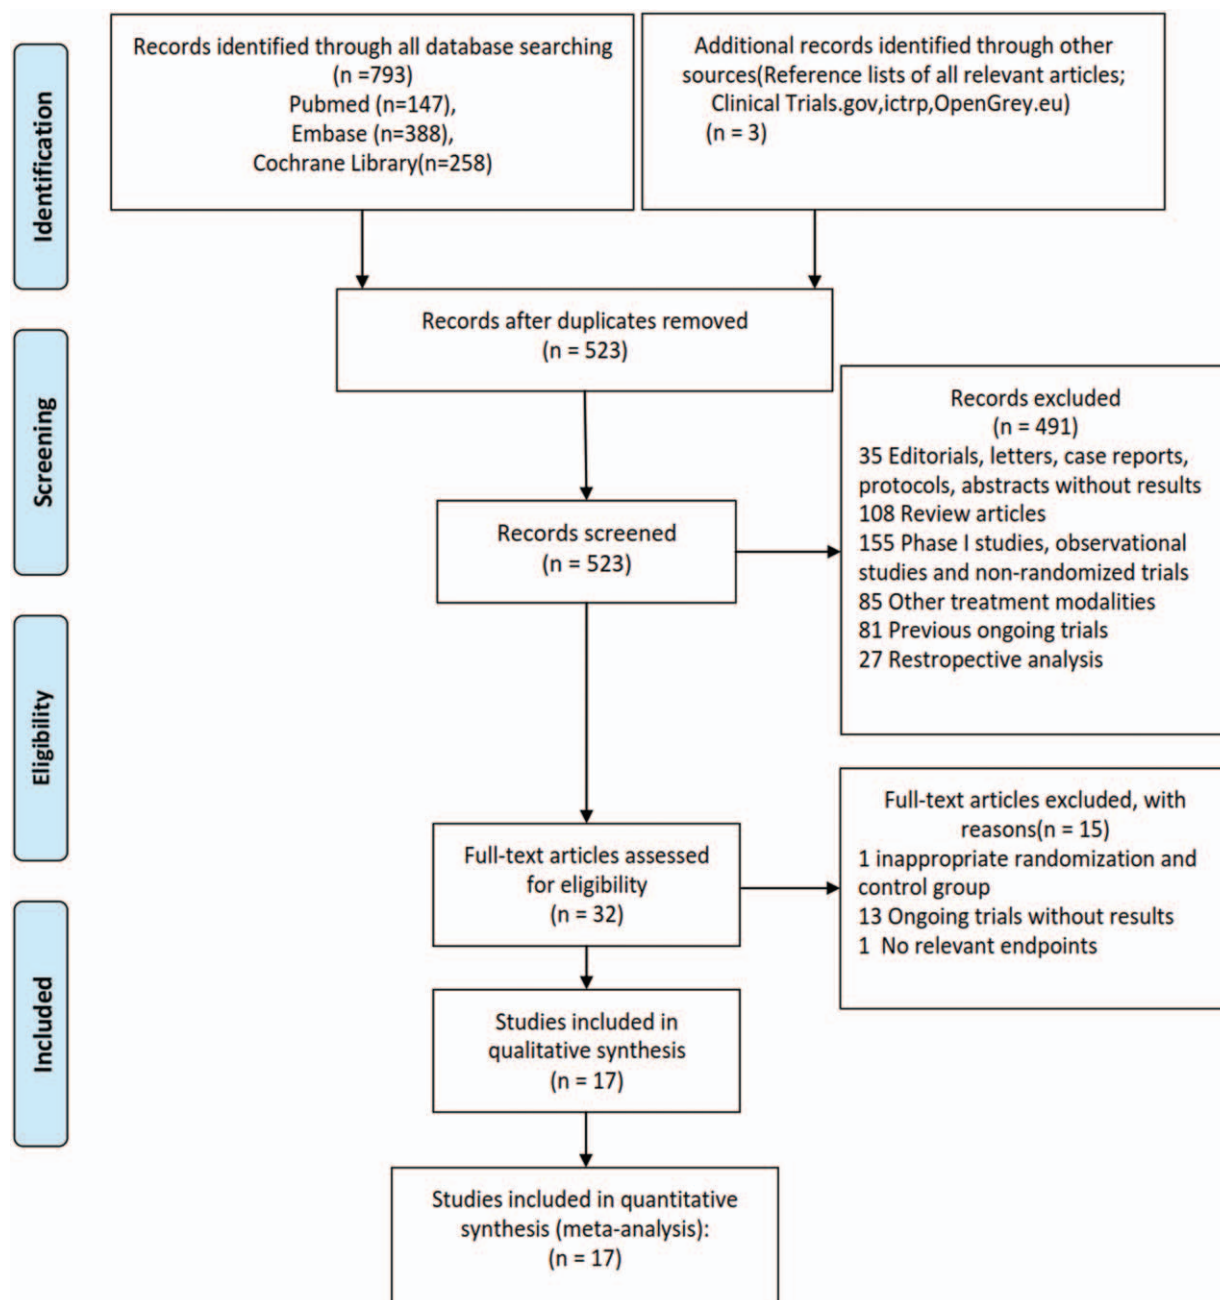 Identification
Records identified through all database searching
(n =793)
Pubmed (n=147),
Embase (n=388),
Cochrane Library(n=258)
Additional records identified through other
sources(Reference lists of all relevant articles;
Clinical Trials.gov,ictrp,OpenGrey.eu)
(n = 3)
Records after duplicates removed
(n = 523)
Screening
Records screened
(n = 523)
Records excluded
(n = 491)
35 Editorials, letters, case reports,
protocols, abstracts without results
108 Review articles
155 Phase I studies, observational
studies and non-randomized trials
85 Other treatment modalities
81 Previous ongoing trials
27 Restropective analysis
Eligibility
Full-text articles assessed
for eligibility
(n = 32)
Full-text articles excluded, with
reasons(n = 15)
1 inappropriate randomization and
control group
13 Ongoing trials without results
1 No relevant endpoints
Included
Studies included in
qualitative synthesis
(n = 17)
Studies included in quantitative
synthesis (meta-analysis):
(n = 17)